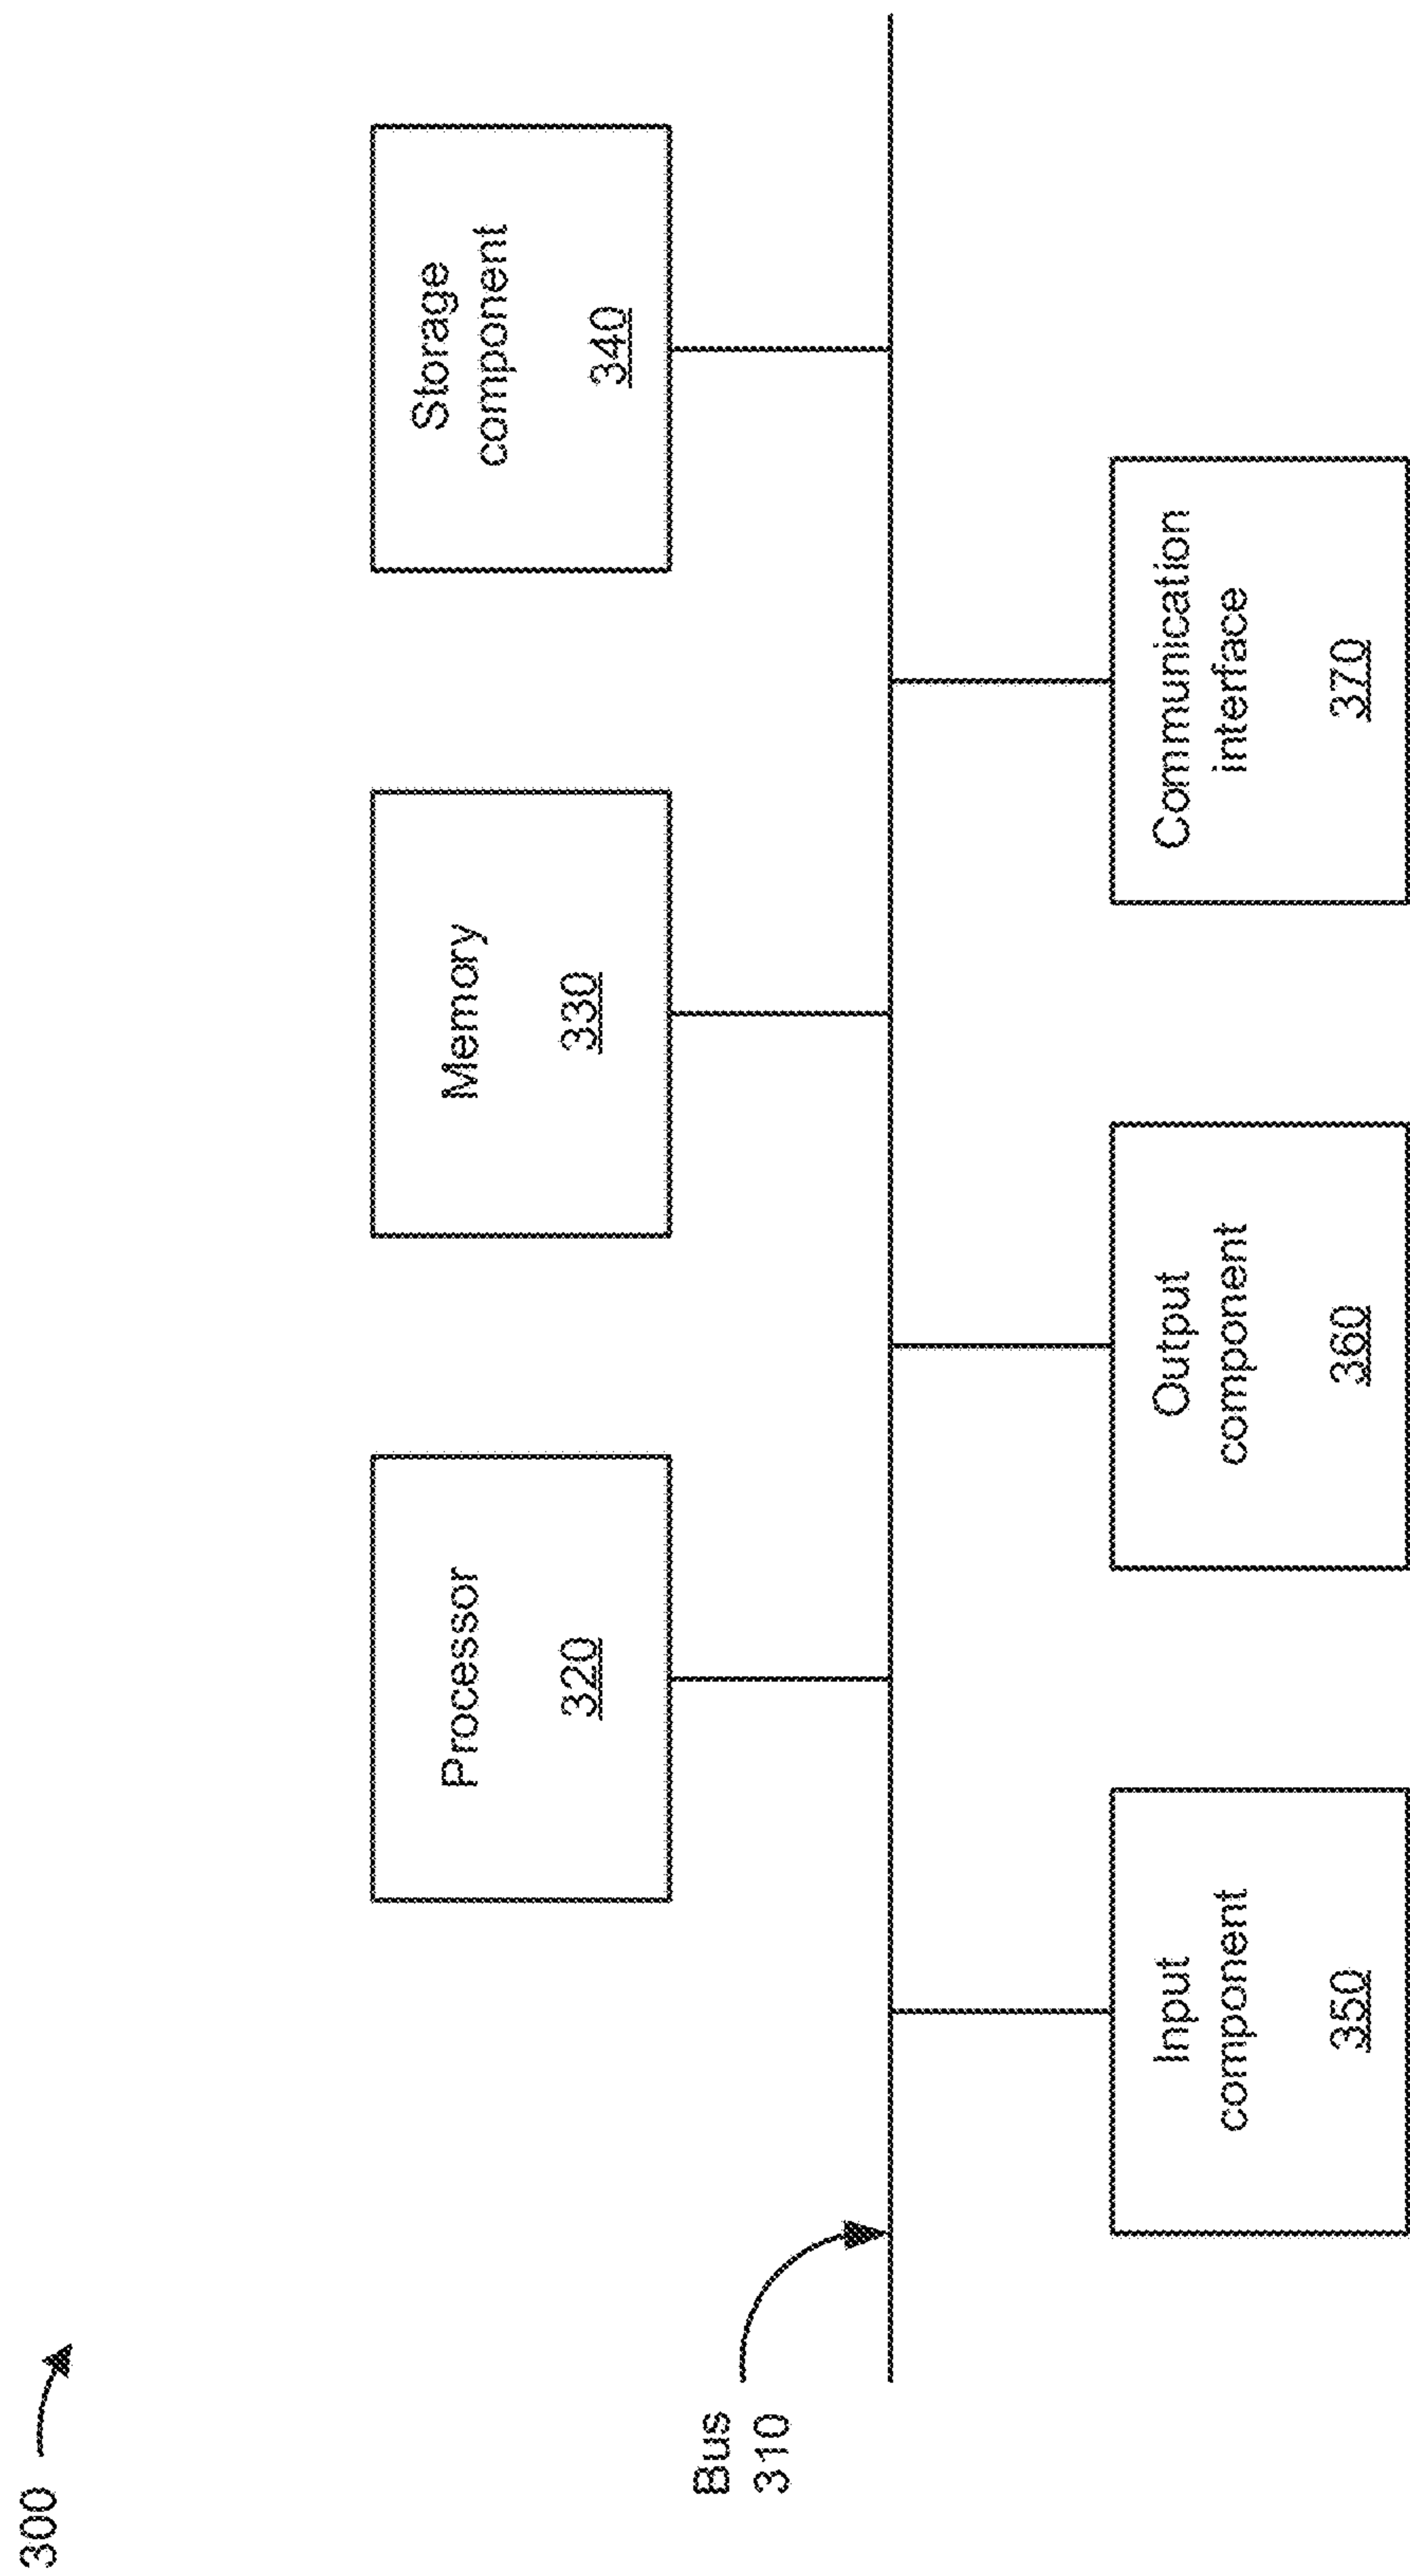 300
Processor
320
Memory
330
Storage
component
340
Bus
310
Input
component
350
Output
component
360
Communication
interface
370